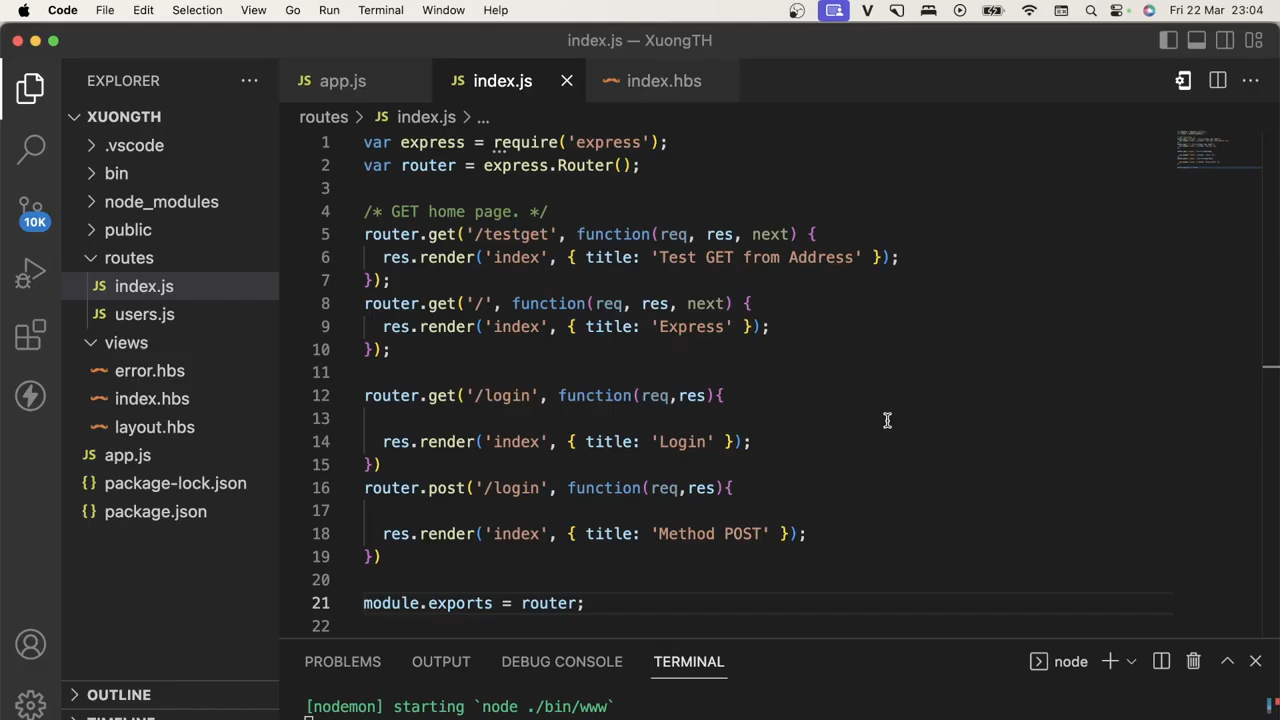 Code File Edit Selection View Go Run Terminal Window Help Fri 22 Mar 23:04
index.js — XuongTH
EXPLORER
XUONGTH
.vscode
bin
node_modules
public
routes
index.js
users.js
views
error.hbs
index.hbs
layout.hbs
app.js
package-lock.json
package.json
OUTLINE
10K
JS app.js JS index.js index.hbs
routes > JS index.js > ...
1 var express = require('express');
2 var router = express.Router();
3
4 /* GET home page. */
5 router.get('/testget', function(req, res, next) {
6 res.render('index', { title: 'Test GET from Address' });
7 });
8 router.get('/', function(req, res, next) {
9 res.render('index', { title: 'Express' });
10 });
11
12 router.get('/login', function(req,res){
13
14 res.render('index', { title: 'Login' });
15 })
16 router.post('/login', function(req,res){
17
18 res.render('index', { title: 'Method POST' });
19 })
20
21 module.exports = router;
22
PROBLEMS OUTPUT DEBUG CONSOLE TERMINAL node
[nodemon] starting `node ./bin/www`